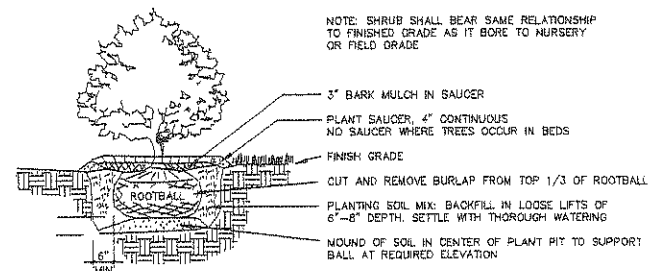 NOTE: SHRUB SHALL BEAR SAME RELATIONSHIP
TO FINISHED GRADE AS IT BORE TO NURSERY
OR FIELD GRADE
3" BARK MULCH IN SAUCER
PLANT SAUCER, 4" CONTINUOUS
NO SAUCER WHERE TREES OCCUR IN BEDS
FINISH GRADE
CUT AND REMOVE BURLAP FROM TOP 1/3 OF ROOTBALL
ROOTBALL
PLANTING SOIL MIX: BACKFILL IN LOOSE LIFTS OF
6"-8" DEPTH. SETTLE WITH THOROUGH WATERING
MOUND OF SOIL IN CENTER OF PLANT PIT TO SUPPORT
BALL AT REQUIRED ELEVATION
6"
MIN